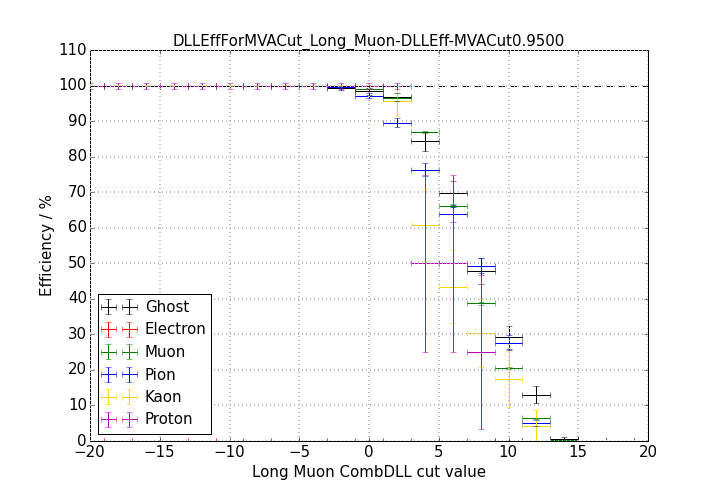 DLLEffForMVACut_Long_Muon-DLLEff-MVACut0.9500
110
100
90
80
70
60
50
40
30
20
10
0
Efficiency / %
Ghost
Electron
Muon
Pion
Kaon
Proton
−20 −15 −10 −5 0 5 10 15 20
Long Muon CombDLL cut value